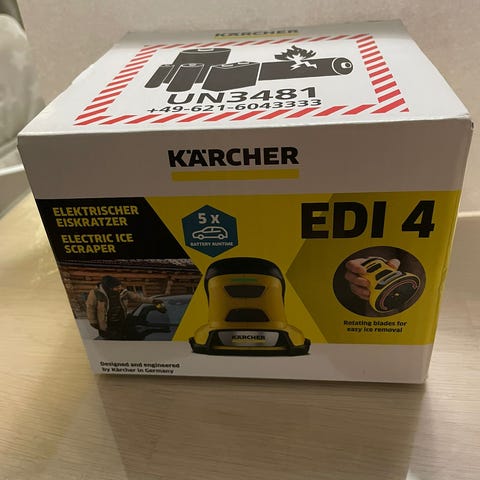 KÄRCHER
UN3481
+49-621-6043333
KÄRCHER
ELEKTRISCHER
EISKRATZER
ELECTRIC ICE
SCRAPER
5 x
BATTERY RUNTIME
EDI 4
KÄRCHER
Rotating blades for
easy ice removal
Designed and engineered
by Kärcher in Germany